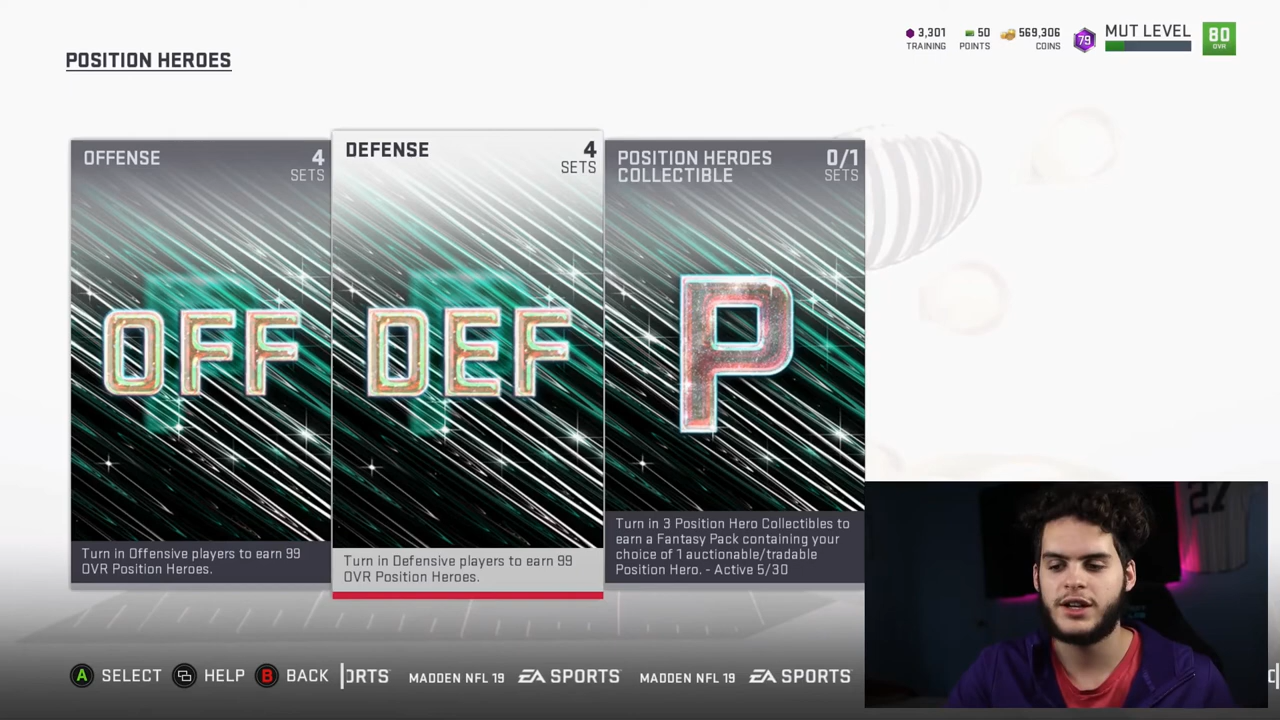 POSITION HEROES
3,301
TRAINING
50
POINTS
569,306
COINS
79
MUT LEVEL
80
OVR
OFFENSE
4
SETS
OFF
Turn in Offensive players to earn 99
OVR Position Heroes.
DEFENSE
4
SETS
DEF
Turn in Defensive players to earn 99
OVR Position Heroes.
POSITION HEROES
COLLECTIBLE
0/1
SETS
P
Turn in 3 Position Hero Collectibles to
earn a Fantasy Pack containing your
choice of 1 auctionable/tradable
Position Hero. - Active 5/30
27
A SELECT
HELP
B BACK
ORTS MADDEN NFL 19 EA SPORTS MADDEN NFL 19 EA SPORTS